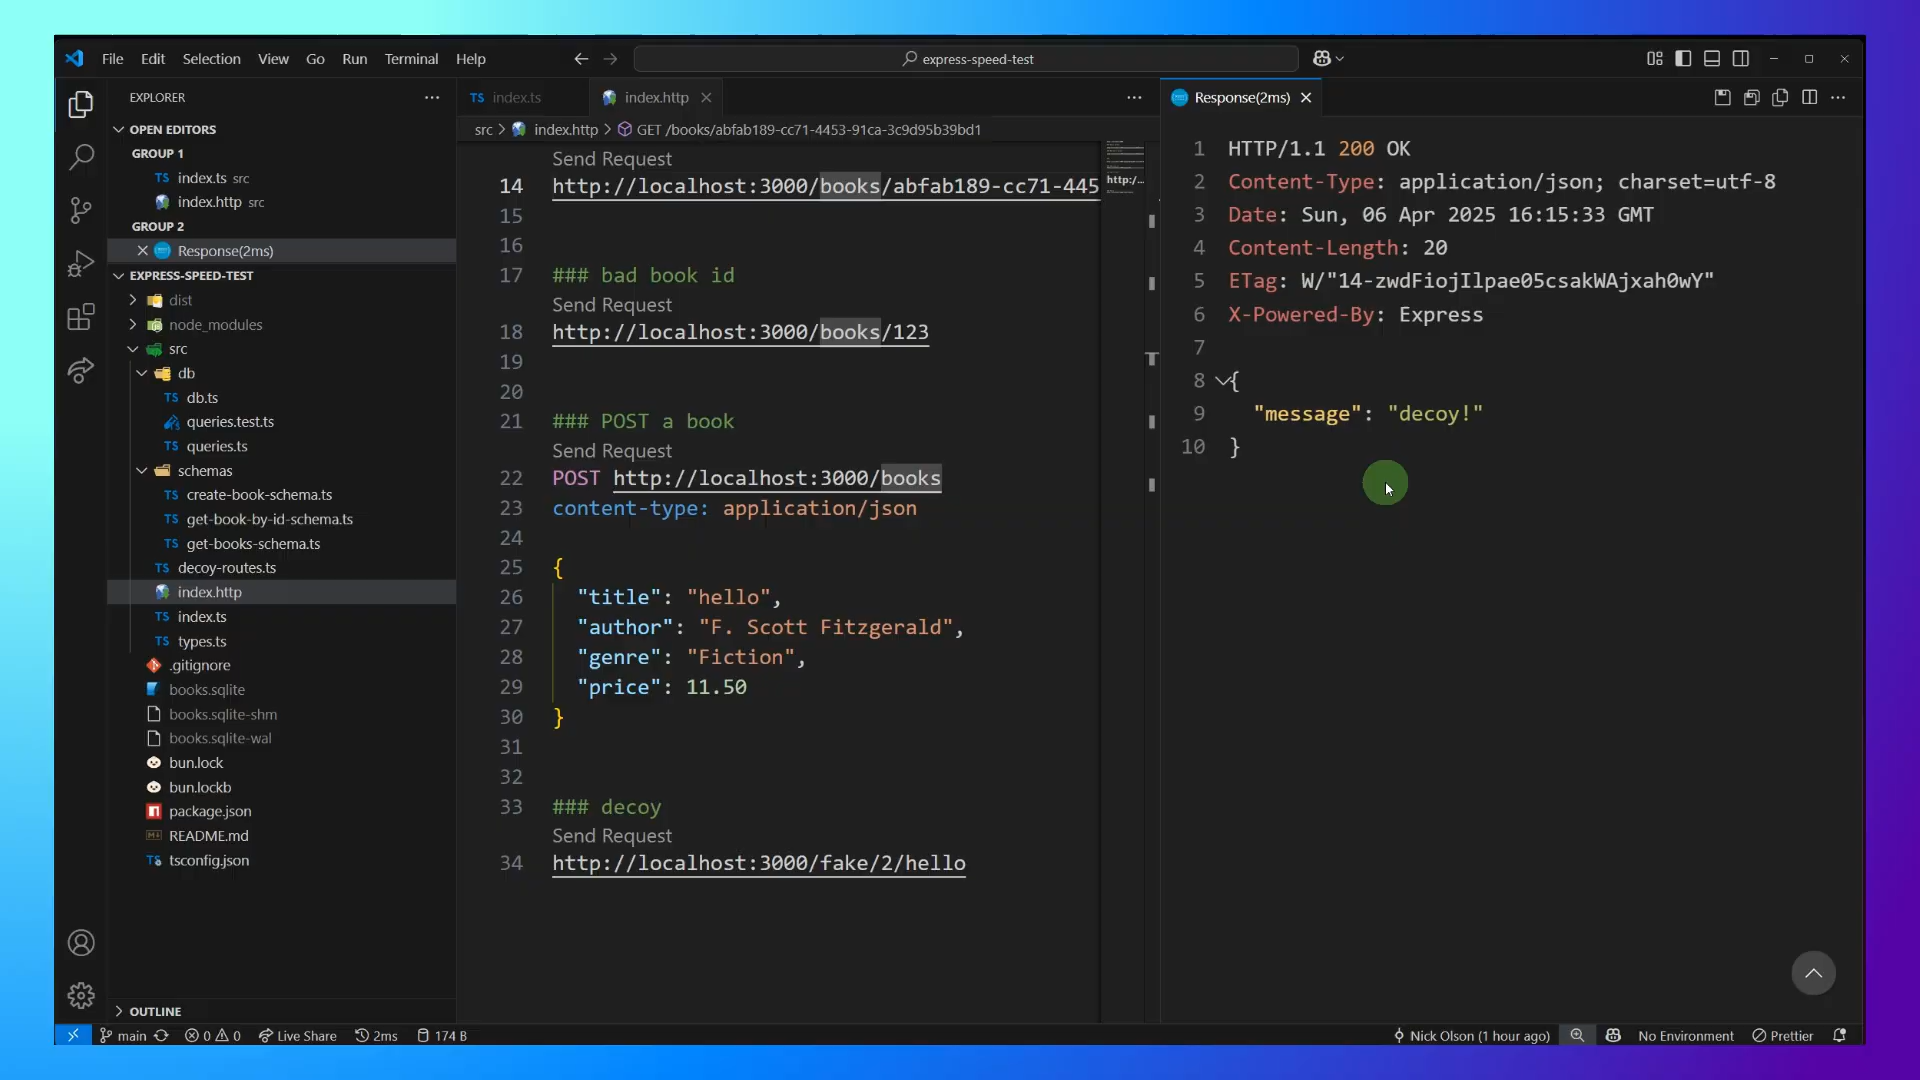 File Edit Selection View Go Run Terminal Help
express-speed-test
EXPLORER
OPEN EDITORS
GROUP 1
TS index.ts src
index.http src
GROUP 2
Response(2ms)
EXPRESS-SPEED-TEST
dist
node_modules
src
db
TS db.ts
queries.test.ts
TS queries.ts
schemas
TS create-book-schema.ts
TS get-book-by-id-schema.ts
TS get-books-schema.ts
TS decoy-routes.ts
index.http
TS index.ts
TS types.ts
.gitignore
books.sqlite
books.sqlite-shm
books.sqlite-wal
bun.lock
bun.lockb
package.json
README.md
tsconfig.json
OUTLINE
TS index.ts
index.http
src > index.http > GET /books/abfab189-cc71-4453-91ca-3c9d95b39bd1
Send Request
14 http://localhost:3000/books/abfab189-cc71-445
15
16
17 ### bad book id
Send Request
18 http://localhost:3000/books/123
19
20
21 ### POST a book
Send Request
22 POST http://localhost:3000/books
23 content-type: application/json
24
25 {
26 "title": "hello",
27 "author": "F. Scott Fitzgerald",
28 "genre": "Fiction",
29 "price": 11.50
30 }
31
32
33 ### decoy
Send Request
34 http://localhost:3000/fake/2/hello
http:/...
Response(2ms)
1 HTTP/1.1 200 OK
2 Content-Type: application/json; charset=utf-8
3 Date: Sun, 06 Apr 2025 16:15:33 GMT
4 Content-Length: 20
5 ETag: W/"14-zwdFiojIlpae05csakWAjxah0wY"
6 X-Powered-By: Express
7
8 {
9 "message": "decoy!"
10 }
main 0 0 Live Share 2ms 174 B
Nick Olson (1 hour ago) No Environment Prettier